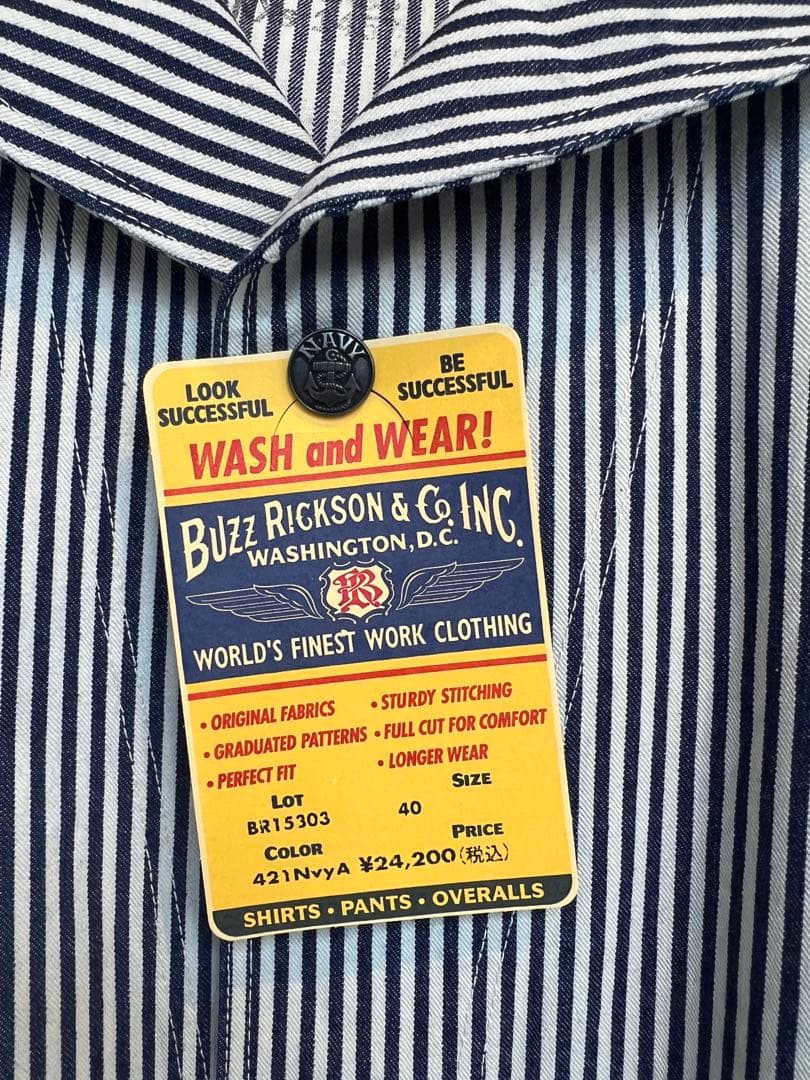 NAVY
LOOK SUCCESSFUL
BE SUCCESSFUL
WASH and WEAR!
BUZZ RICKSON & CO. INC.
WASHINGTON, D.C.
BR
WORLD'S FINEST WORK CLOTHING
• ORIGINAL FABRICS
• GRADUATED PATTERNS
• PERFECT FIT
• STURDY STITCHING
• FULL CUT FOR COMFORT
• LONGER WEAR
LOT
BR15303
SIZE
40
COLOR
421NvyA
PRICE
¥24,200(税込)
SHIRTS • PANTS • OVERALLS